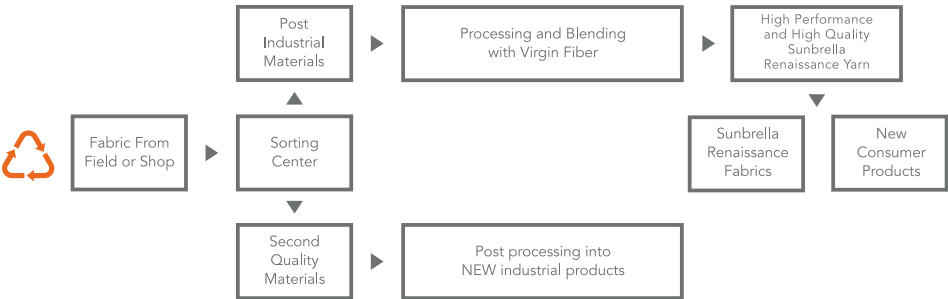 Post
Industrial
Materials
Processing and Blending
with Virgin Fiber
High Performance
and High Quality
Sunbrella
Renaissance Yarn
Fabric From
Field or Shop
Sorting
Center
Sunbrella
Renaissance
Fabrics
New
Consumer
Products
Second
Quality
Materials
Post processing into
NEW industrial products